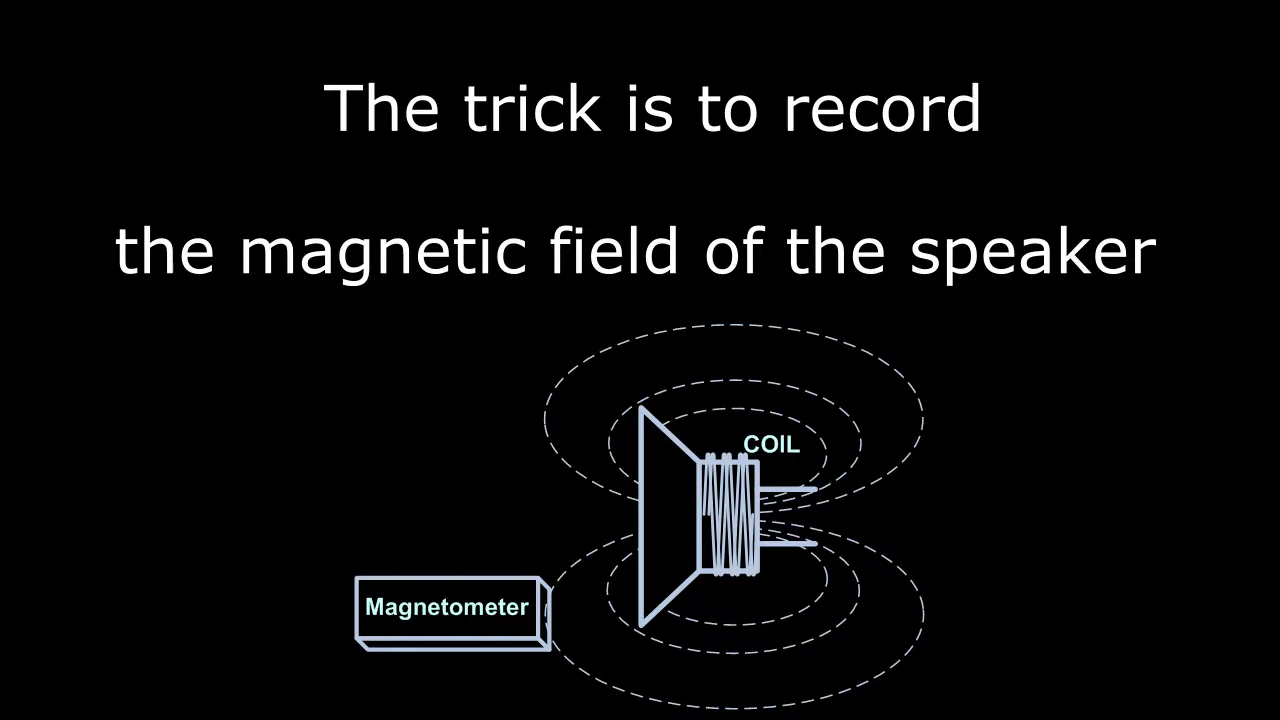 The trick is to record
the magnetic field of the speaker
COIL
Magnetometer